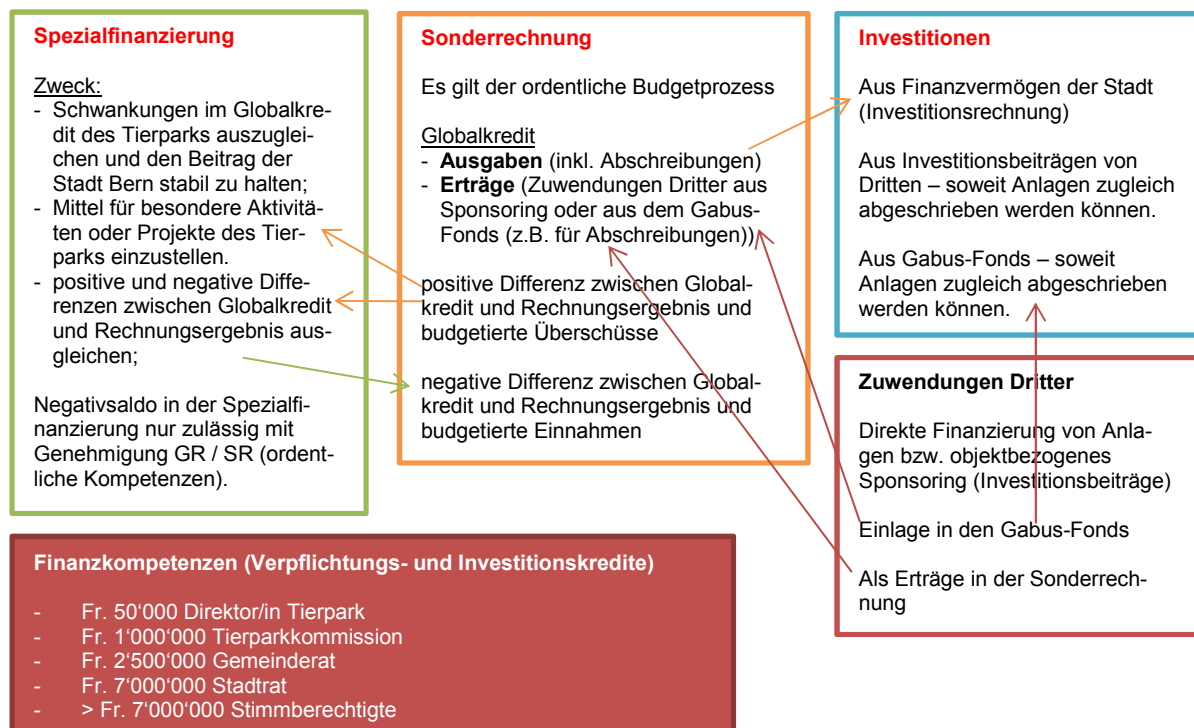 Spezialfinanzierung
Zweck:
- Schwankungen im Globalkre-
dit des Tierparks auszuglei-
chen und den Beitrag der
Stadt Bern stabil zu halten;
- Mittel für besondere Aktivitä-
ten oder Projekte des Tier-
parks einzustellen.
- positive und negative Diffe-
renzen zwischen Globalkredit
und Rechnungsergebnis aus-
gleichen;
Negativsaldo in der Spezialfi-
nanzierung nur zulässig mit
Genehmigung GR / SR (ordent-
liche Kompetenzen).
Sonderrechnung
Es gilt der ordentliche Budgetprozess
Globalkredit
- Ausgaben (inkl. Abschreibungen)
- Erträge (Zuwendungen Dritter aus
Sponsoring oder aus dem Gabus-
Fonds (z.B. für Abschreibungen))
positive Differenz zwischen Global-
kredit und Rechnungsergebnis und
budgetierte Überschüsse
negative Differenz zwischen Global-
kredit und Rechnungsergebnis und
budgetierte Einnahmen
Investitionen
Aus Finanzvermögen der Stadt
(Investitionsrechnung)
Aus Investitionsbeiträgen von
Dritten – soweit Anlagen zugleich
abgeschrieben werden können.
Aus Gabus-Fonds – soweit
Anlagen zugleich abgeschrieben
werden können.
Zuwendungen Dritter
Direkte Finanzierung von Anla-
gen bzw. objektbezogenes
Sponsoring (Investitionsbeiträge)
Einlage in den Gabus-Fonds
Als Erträge in der Sonderrech-
nung
Finanzkompetenzen (Verpflichtungs- und Investitionskredite)
- Fr. 50‘000 Direktor/in Tierpark
- Fr. 1‘000‘000 Tierparkkommission
- Fr. 2‘500‘000 Gemeinderat
- Fr. 7‘000‘000 Stadtrat
- > Fr. 7‘000‘000 Stimmberechtigte